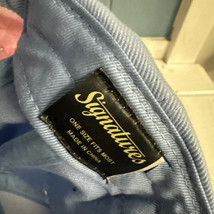 Signatures
ONE SIZE FITS MOST
MADE IN CHINA